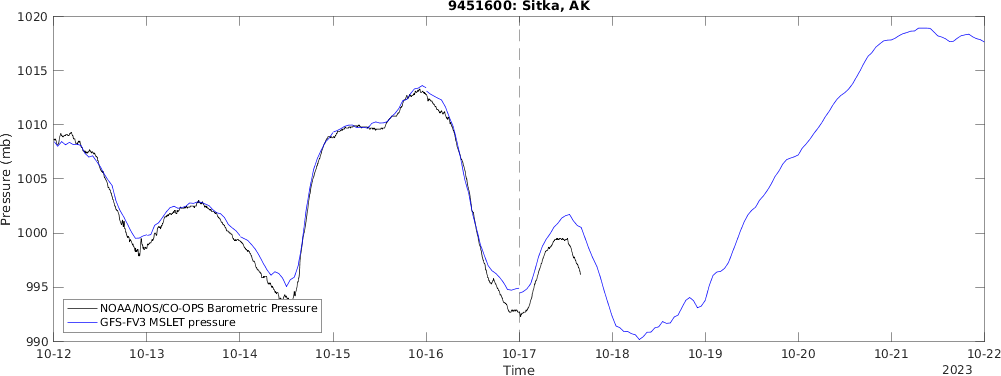 9451600: Sitka, AK
Pressure (mb)
1020
1015
1010
1005
1000
995
990
NOAA/NOS/CO-OPS Barometric Pressure
GFS-FV3 MSLET pressure
10-12 10-13 10-14 10-15 10-16 10-17 10-18 10-19 10-20 10-21 10-22
Time
2023